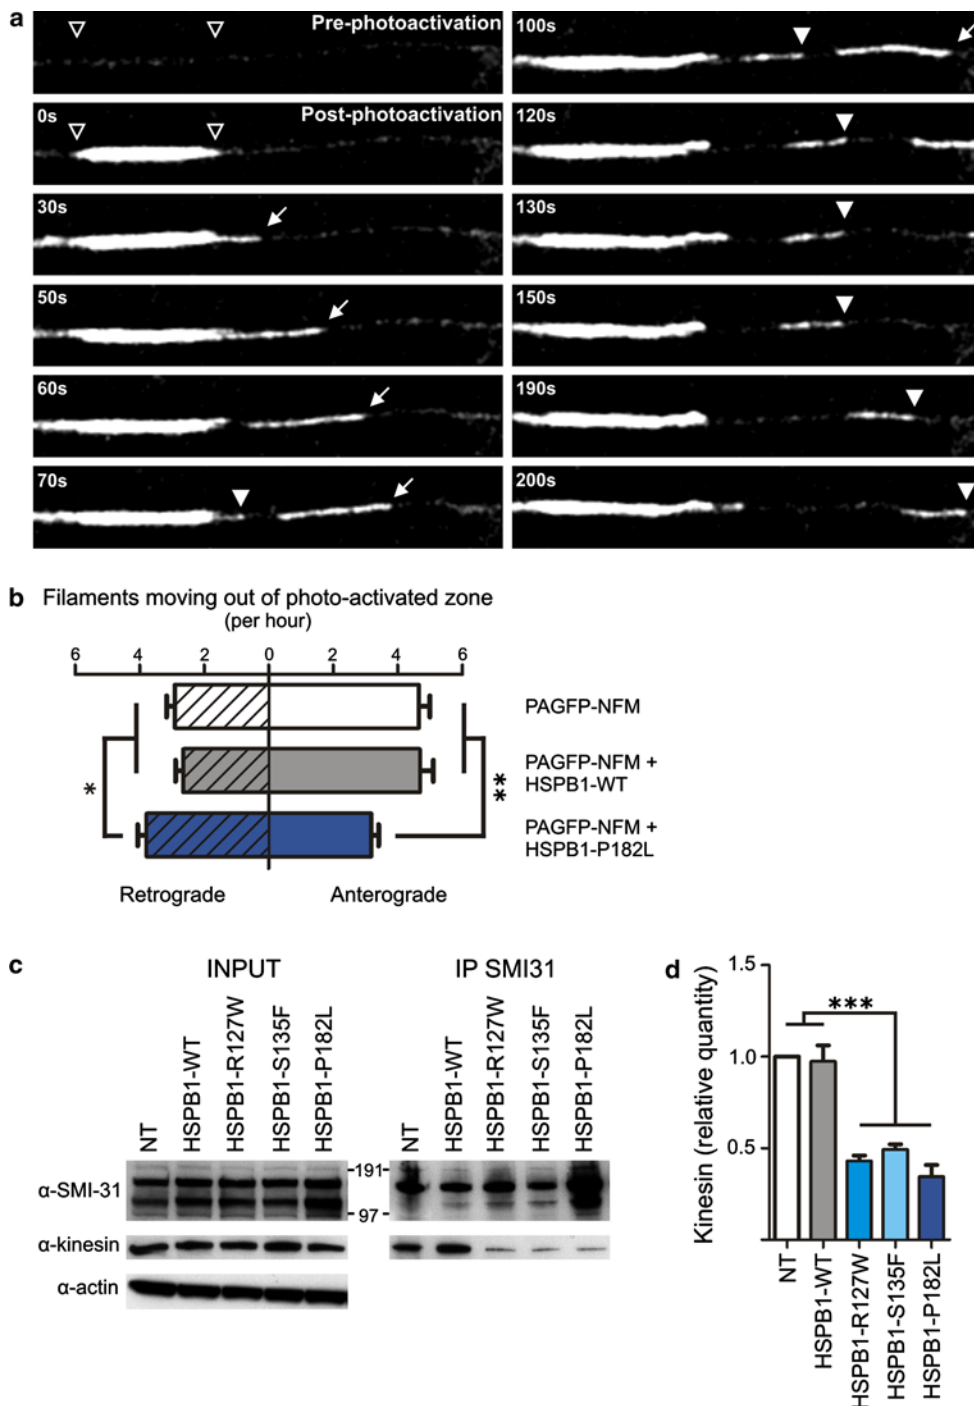 a
Pre-photoactivation
0s
Post-photoactivation
30s
50s
60s
70s
100s
120s
130s
150s
190s
200s
b
Filaments moving out of photo-activated zone
(per hour)
6 4 2 0 2 4 6
PAGFP-NFM
PAGFP-NFM +
HSPB1-WT
PAGFP-NFM +
HSPB1-P182L
*
**
Retrograde
Anterograde
c
INPUT
IP SMI31
NT
HSPB1-WT
HSPB1-R127W
HSPB1-S135F
HSPB1-P182L
NT
HSPB1-WT
HSPB1-R127W
HSPB1-S135F
HSPB1-P182L
α-SMI-31
191
97
α-kinesin
α-actin
d
Kinesin (relative quantity)
1.5
1.0
0.5
***
NT
HSPB1-WT
HSPB1-R127W
HSPB1-S135F
HSPB1-P182L